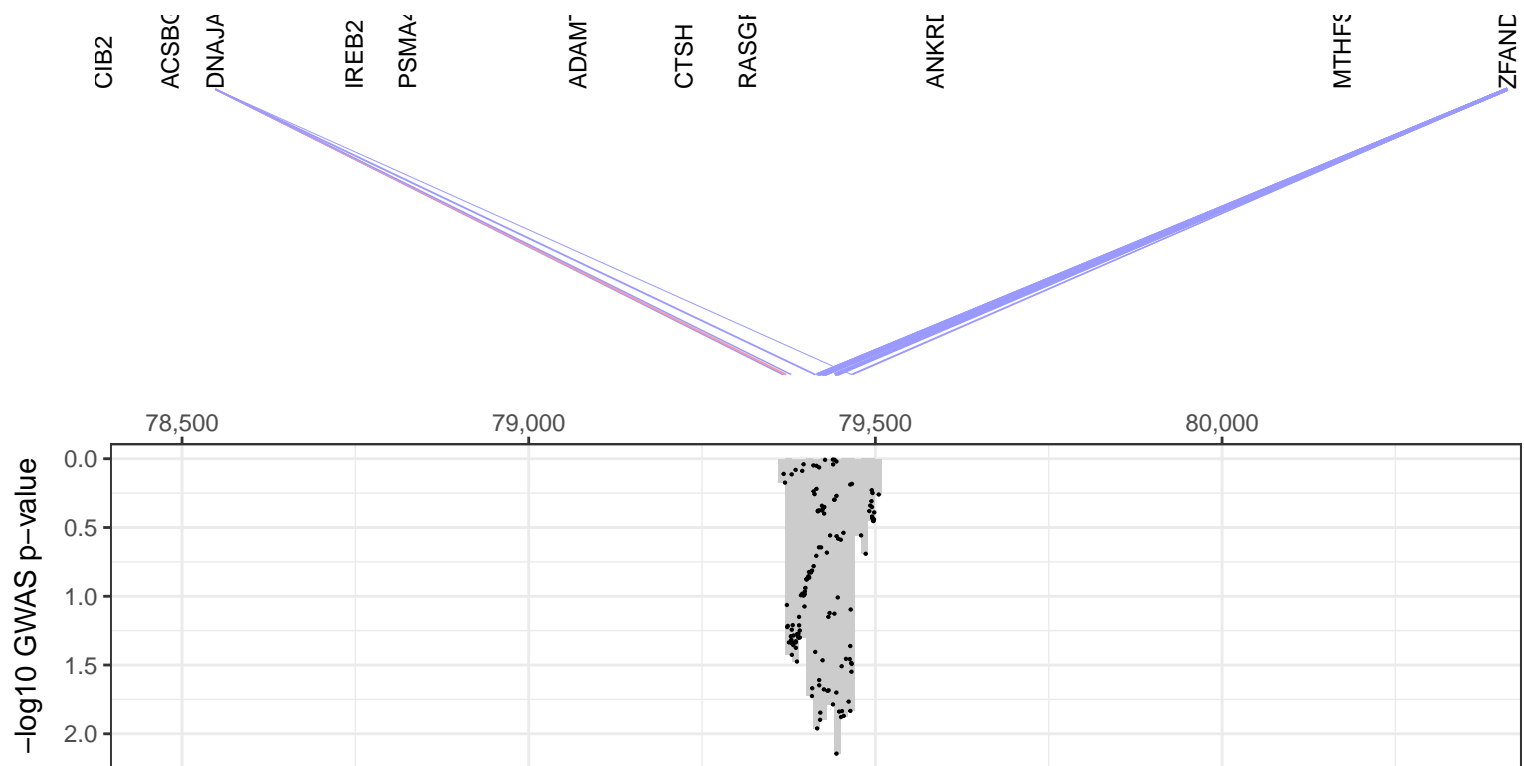 CIB2
ACSBG
DNAJA
IREB2
PSMA4
ADAMT
CTSH
RASGR
ANKRD
MTHFS
ZFAND
78,500 79,000 79,500 80,000
−log10 GWAS p−value
0.0
0.5
1.0
1.5
2.0